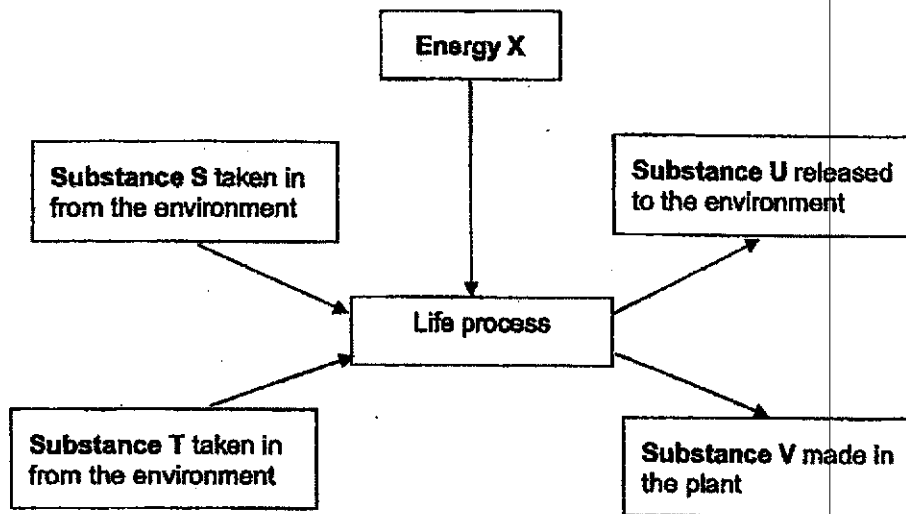 Energy X
Substance S taken in
from the environment
Substance U released
to the environment
Life process
Substance T taken in
from the environment
Substance V made in
the plant